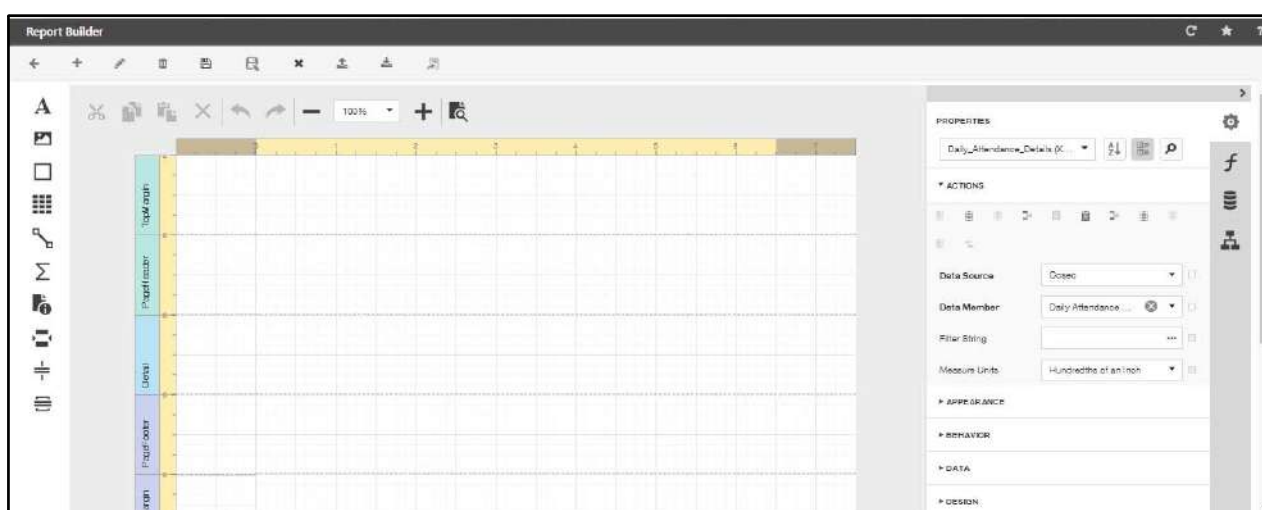 Report Builder
A
100%
PROPERTIES
Daily_Attendance_Details (X...
ACTIONS
Data Source
Cosec
Data Member
Daily Attendance ...
Filter String
...
Measure Units
Hundredths of an Inch
APPEARANCE
BEHAVIOR
DATA
DESIGN
TopMargin
PageHeader
Detail
PageFooter